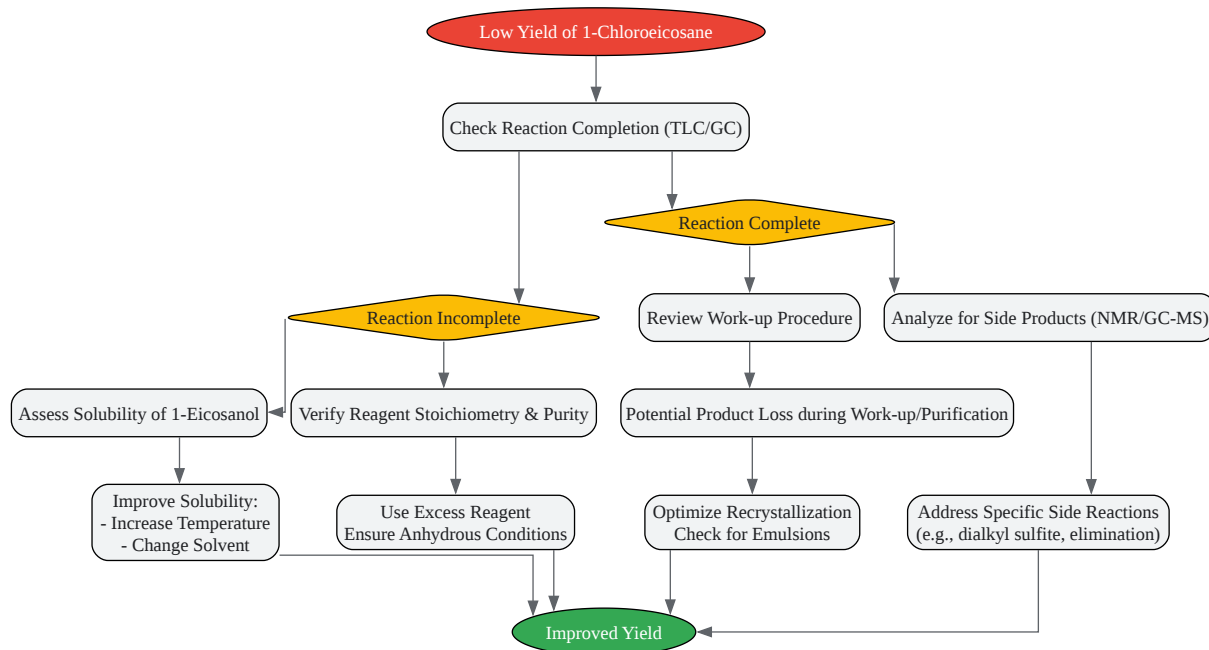 Low Yield of 1-Chloroeicosane
Check Reaction Completion (TLC/GC)
Reaction Complete
Reaction Incomplete
Review Work-up Procedure
Analyze for Side Products (NMR/GC-MS)
Assess Solubility of 1-Eicosanol
Verify Reagent Stoichiometry & Purity
Potential Product Loss during Work-up/Purification
Improve Solubility:
- Increase Temperature
- Change Solvent
Use Excess Reagent
Ensure Anhydrous Conditions
Optimize Recrystallization
Check for Emulsions
Address Specific Side Reactions
(e.g., dialkyl sulfite, elimination)
Improved Yield